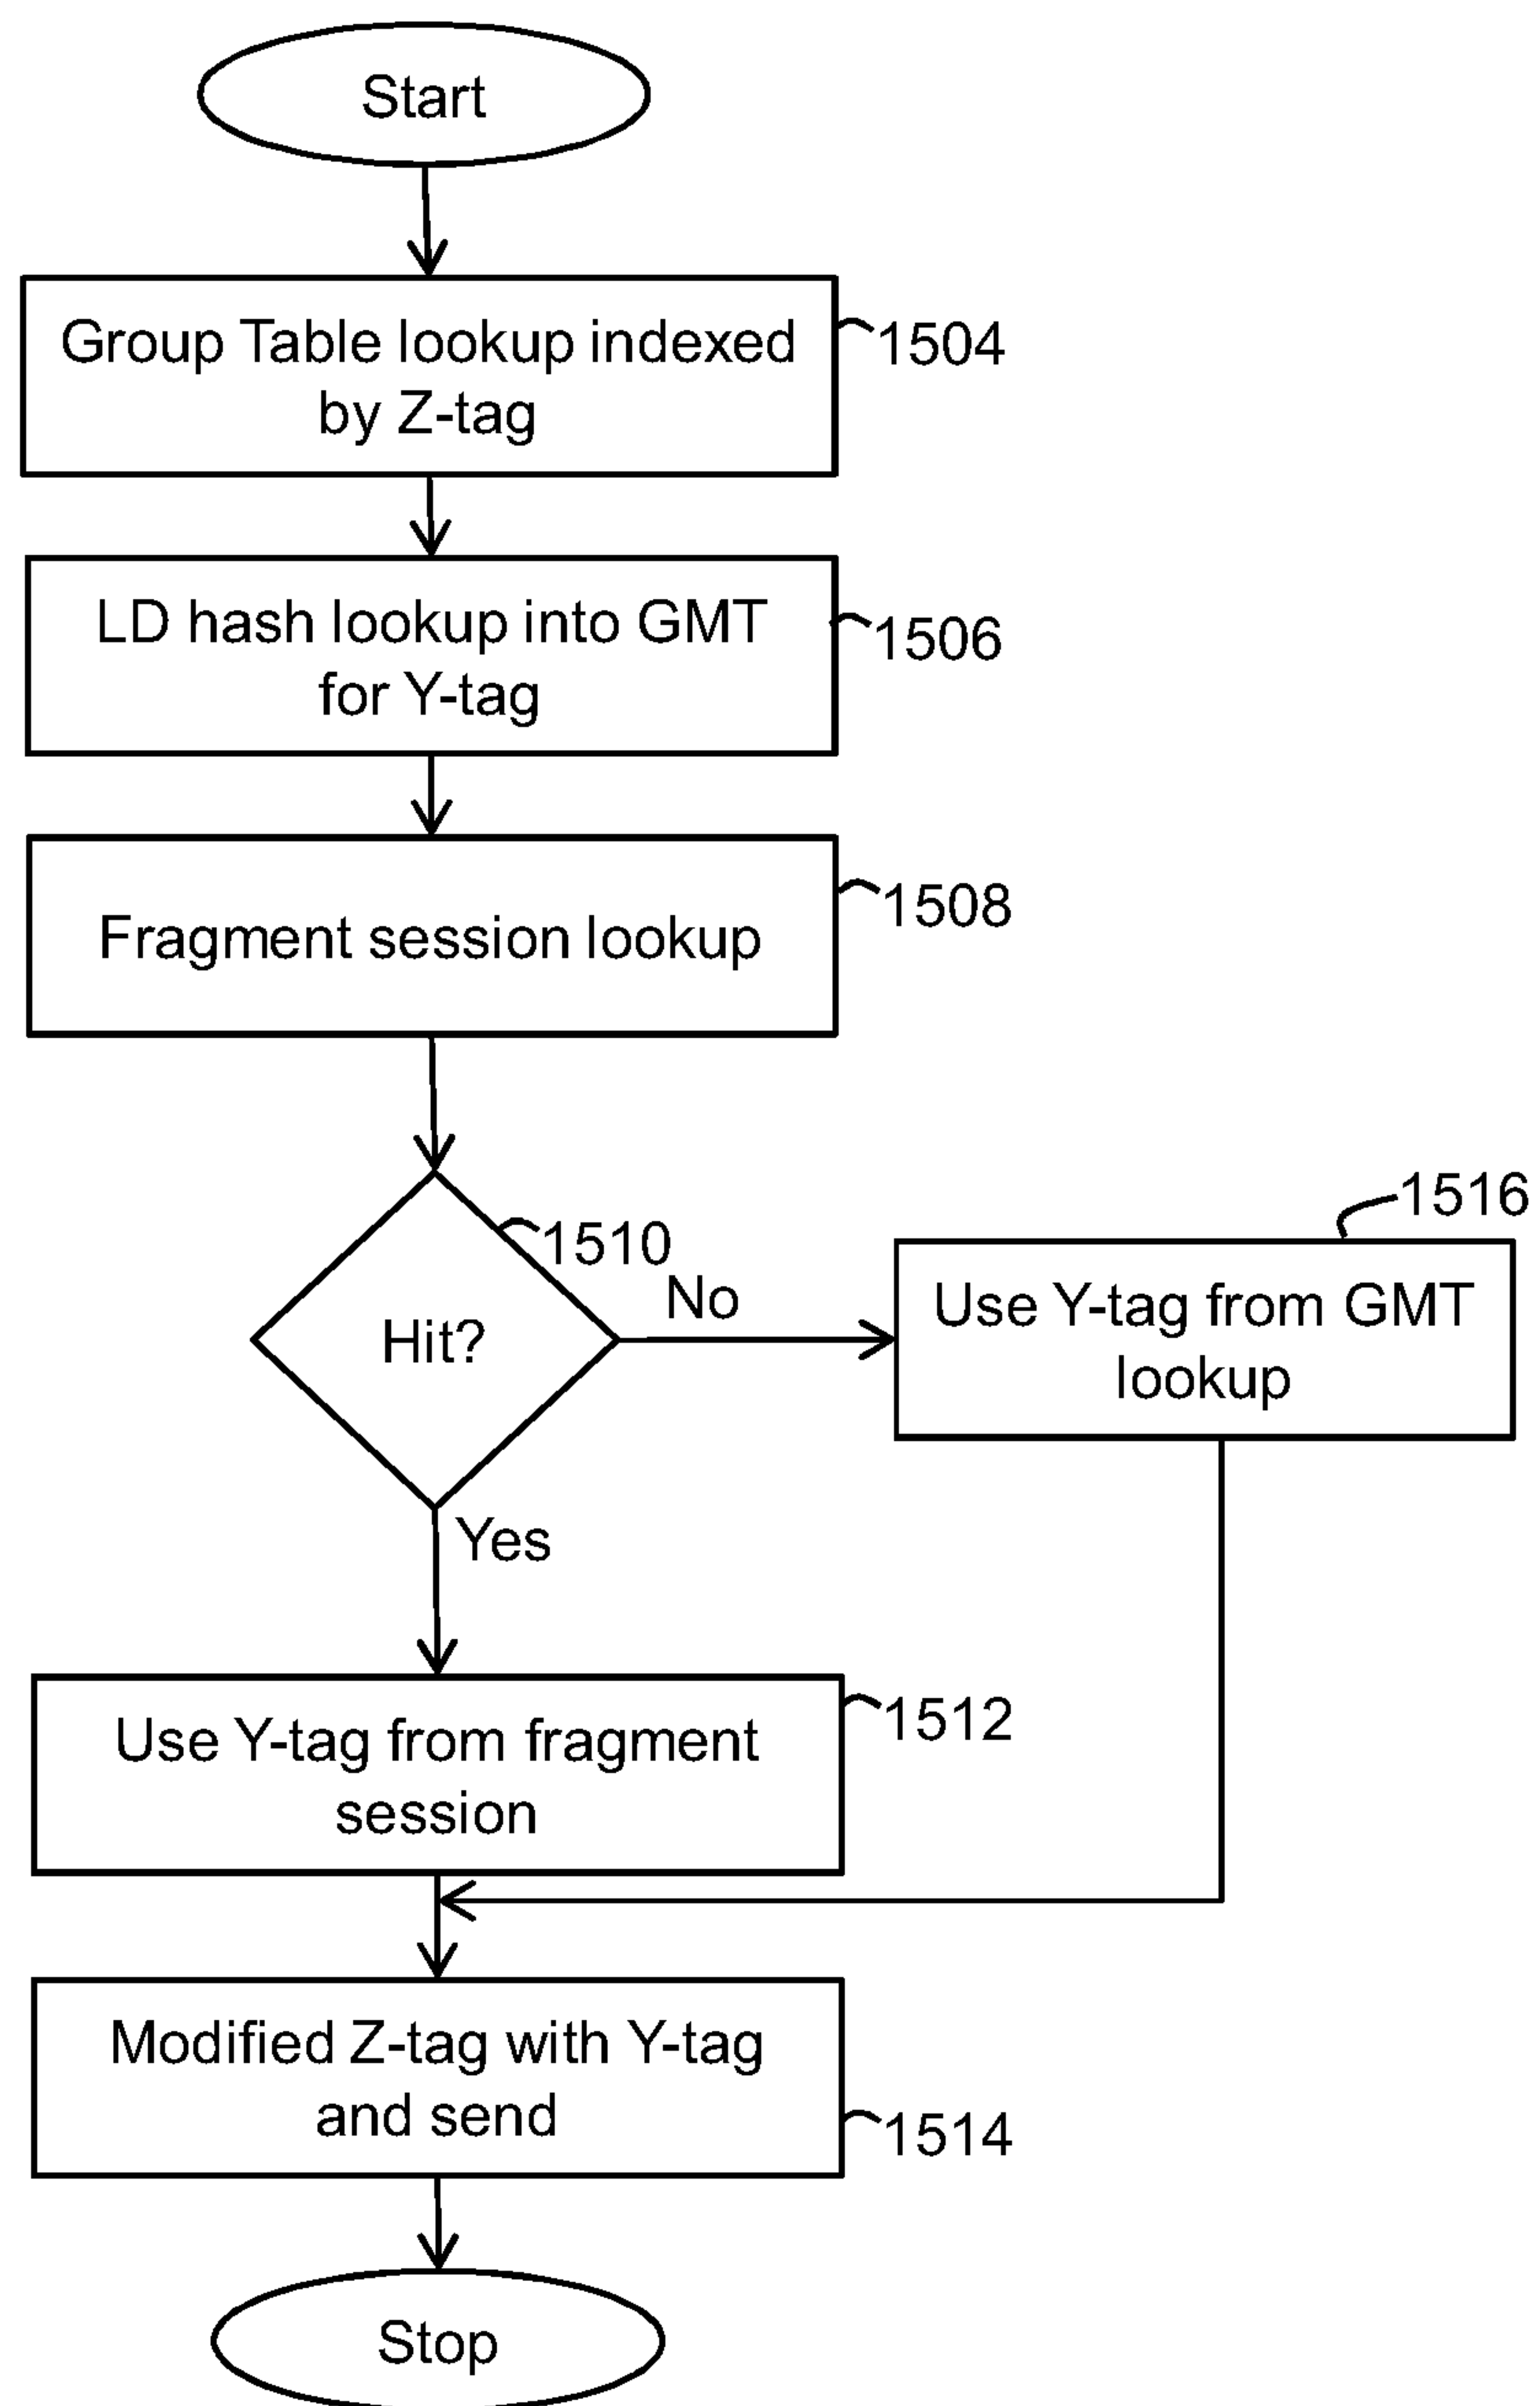 Start
Group Table lookup indexed
by Z-tag
1504
LD hash lookup into GMT
for Y-tag
1506
Fragment session lookup
1508
1510
Hit?
No
1516
Use Y-tag from GMT
lookup
Yes
Use Y-tag from fragment
session
1512
Modified Z-tag with Y-tag
and send
1514
Stop